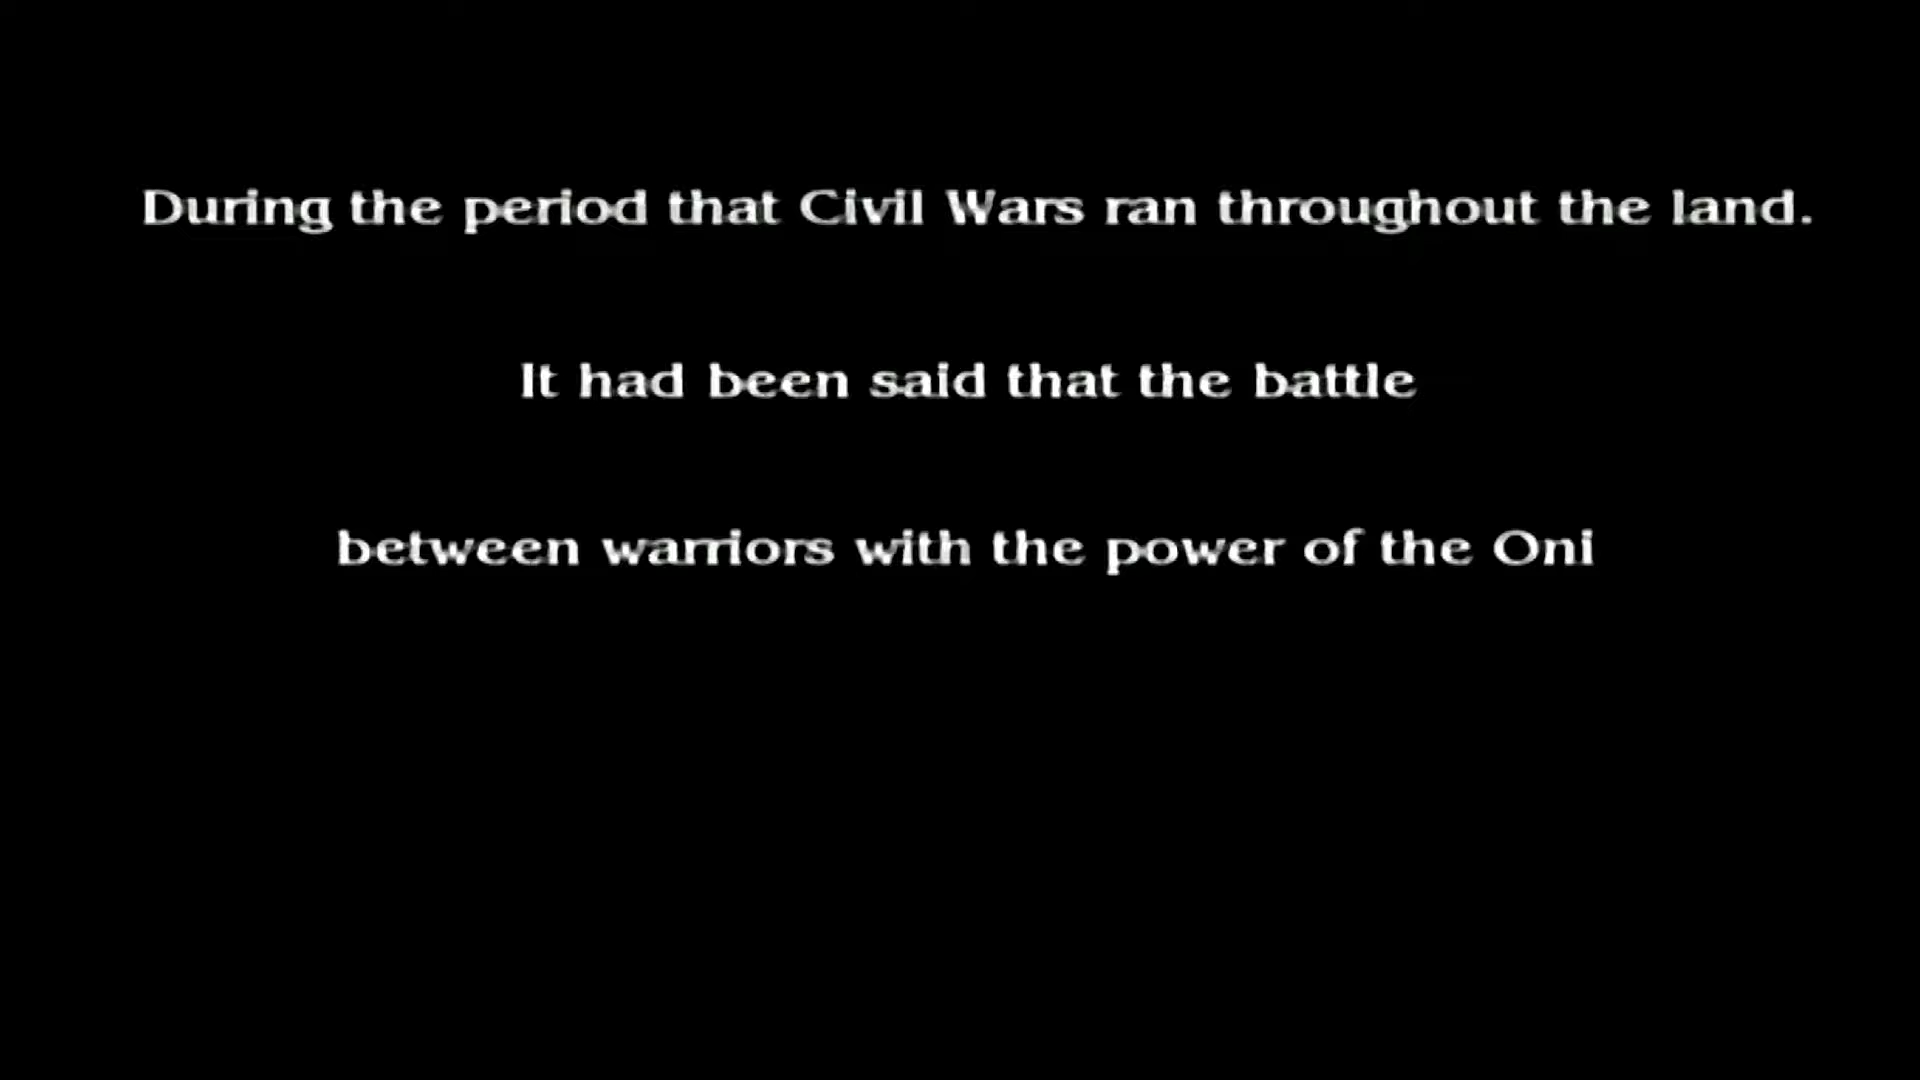 During the period that Civil Wars ran throughout the land.
It had been said that the battle
between warriors with the power of the Oni